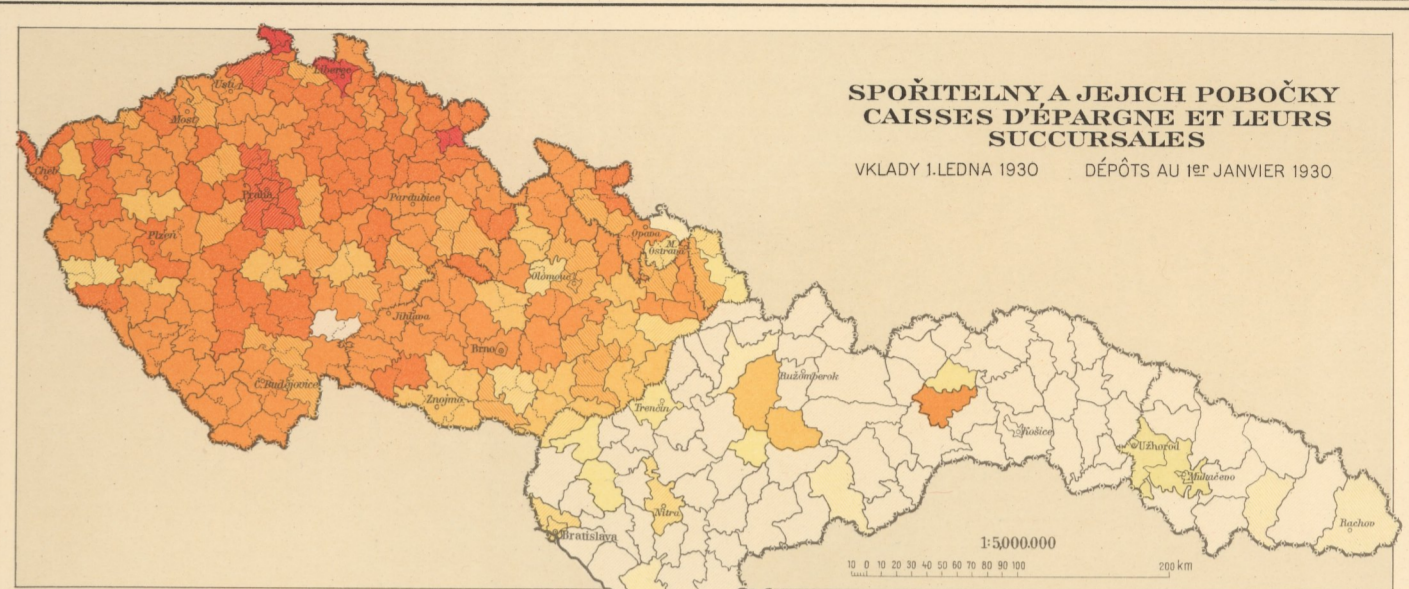 SPOŘITELNY A JEJICH POBOČKY
CAISSES D'ÉPARGNE ET LEURS
SUCCURSALES
VKLADY 1. LEDNA 1930 DÉPÔTS AU 1er JANVIER 1930
Liberec
Ústí
Most
Cheb
Praha
Pardubice
Plzeň
Opava
M. Ostrava
Olomouc
Jihlava
Brno
Č. Budějovice
Znojmo
Ružomberok
Trenčín
Košice
Užhorod
Mukačevo
Nitra
Rachov
Bratislava
1:5,000.000
10 0 10 20 30 40 50 60 70 80 90 100 200 km